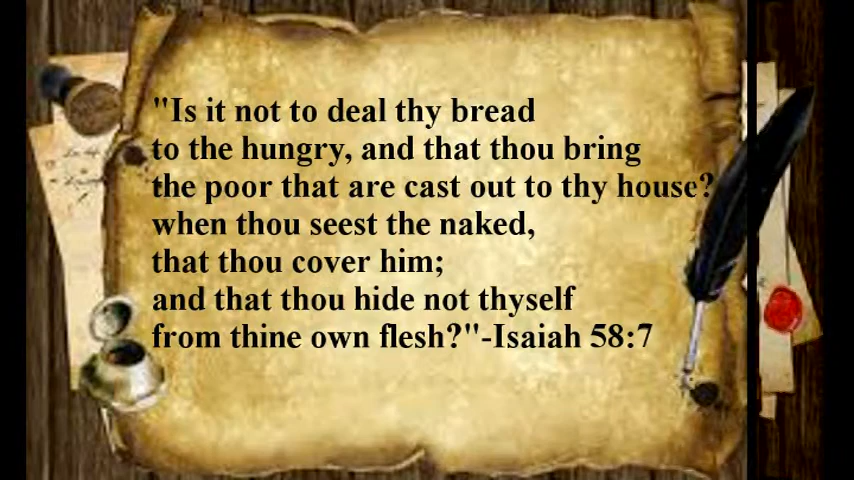 "Is it not to deal thy bread
to the hungry, and that thou bring
the poor that are cast out to thy house?
when thou seest the naked,
that thou cover him;
and that thou hide not thyself
from thine own flesh?"-Isaiah 58:7